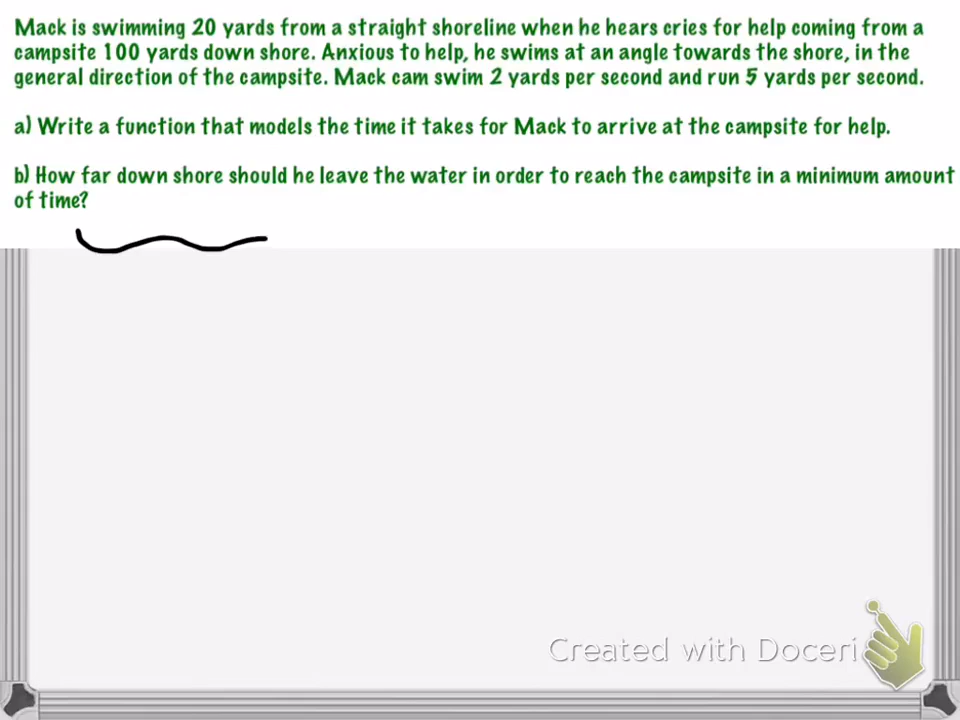 Mack is swimming 20 yards from a straight shoreline when he hears cries for help coming from a
campsite 100 yards down shore. Anxious to help, he swims at an angle towards the shore, in the
general direction of the campsite. Mack cam swim 2 yards per second and run 5 yards per second.
a) Write a function that models the time it takes for Mack to arrive at the campsite for help.
b) How far down shore should he leave the water in order to reach the campsite in a minimum amount
of time?
Created with Doceri